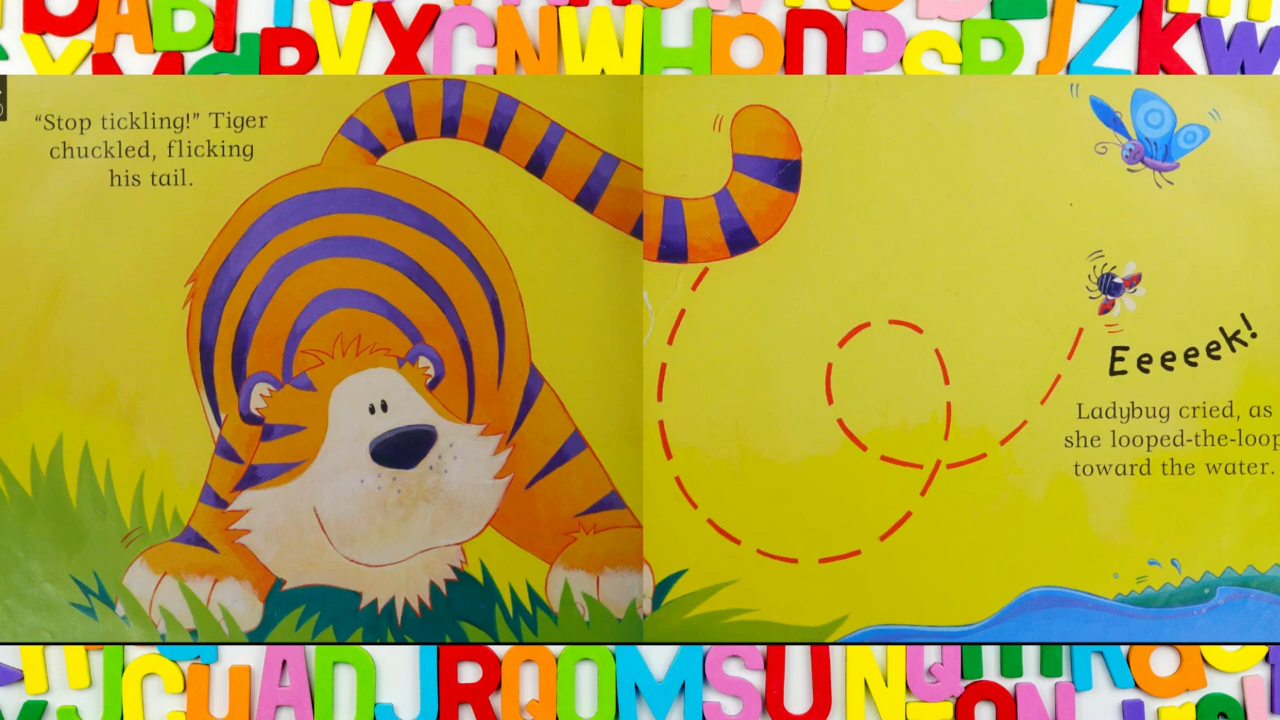 "Stop tickling!" Tiger
chuckled, flicking
his tail.
Eeeeek!
Ladybug cried, as
she looped-the-loop
toward the water.